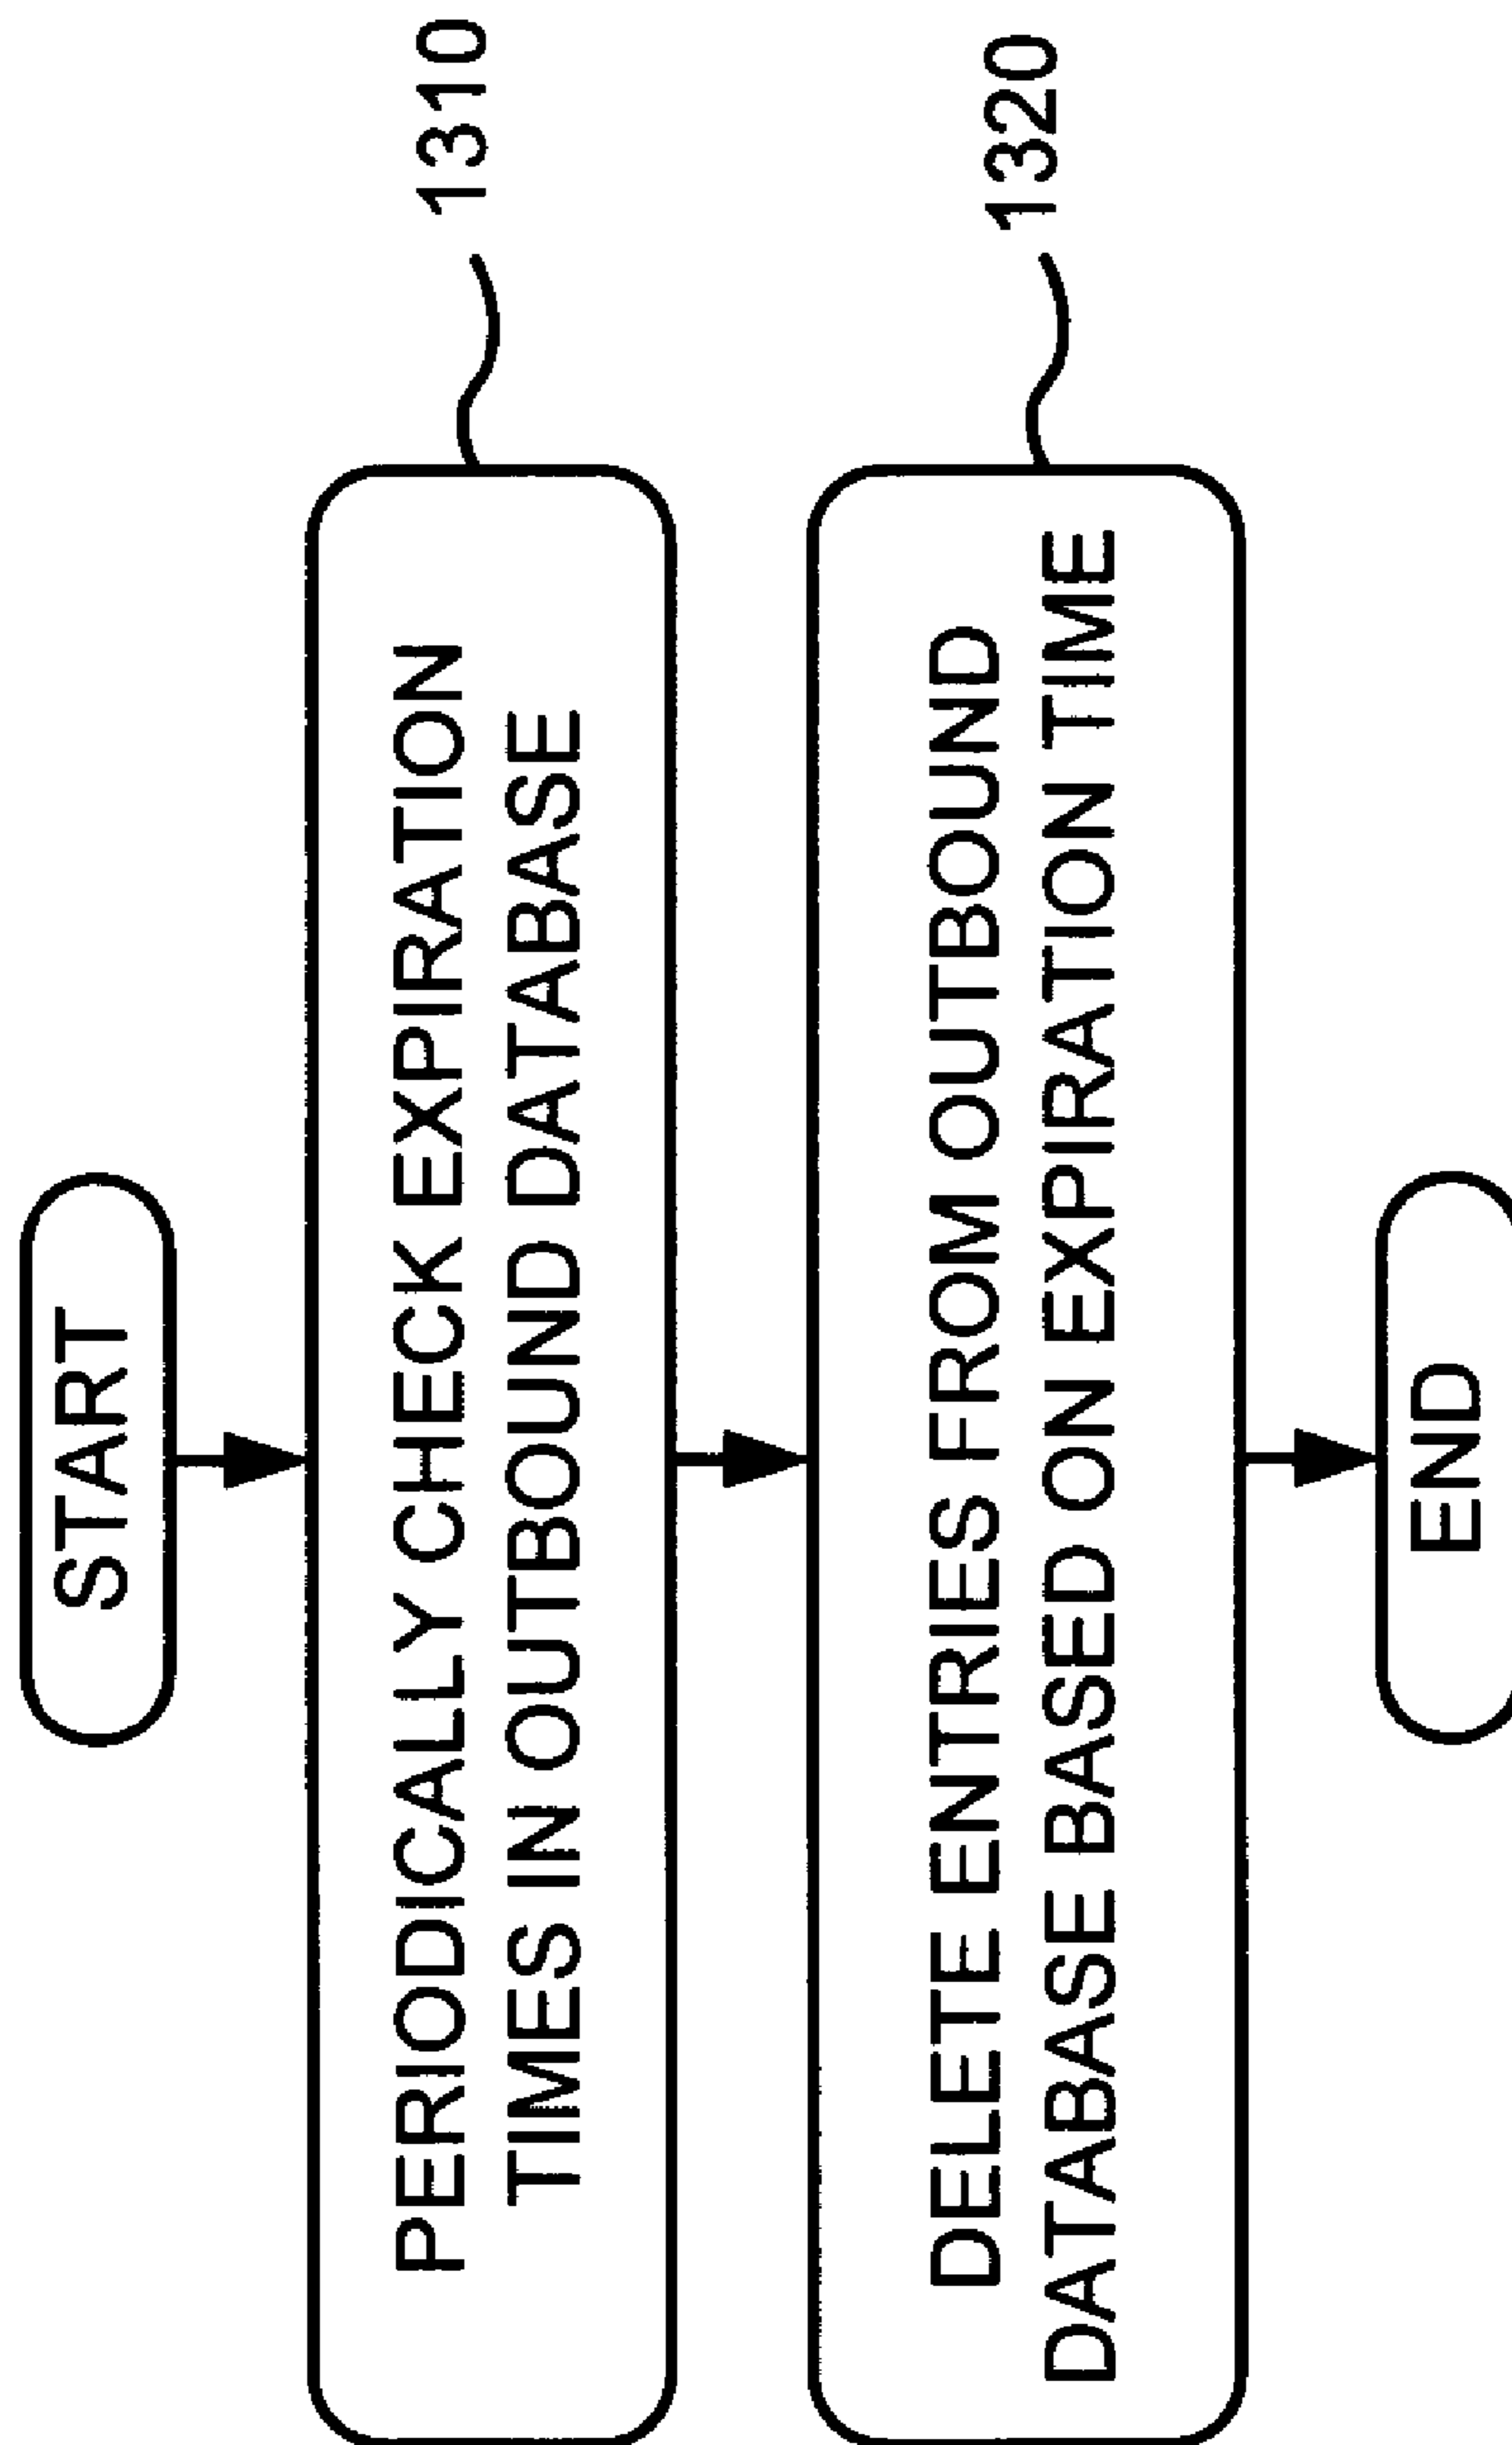 START
PERIODICALLY CHECK EXPIRATION
TIMES IN OUTBOUND DATABASE
1310
DELETE ENTRIES FROM OUTBOUND
DATABASE BASED ON EXPIRATION TIME
1320
END